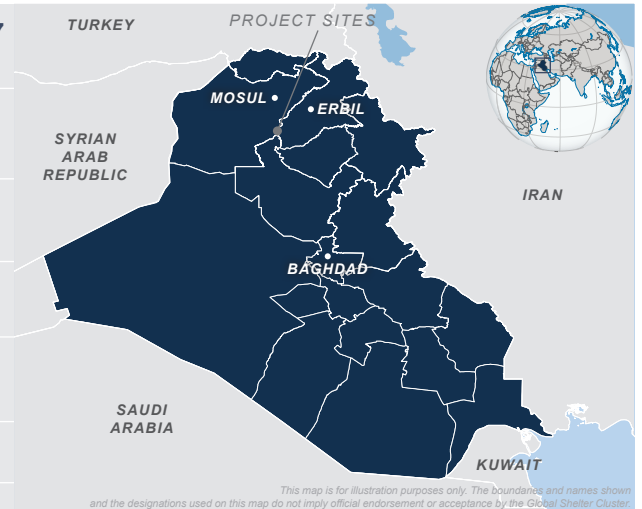 TURKEY
PROJECT SITES
MOSUL
ERBIL
SYRIAN
ARAB
REPUBLIC
IRAN
BAGHDAD
SAUDI
ARABIA
KUWAIT
This map is for illustration purposes only. The boundaries and names shown
and the designations used on this map do not imply official endorsement or acceptance by the Global Shelter Cluster.